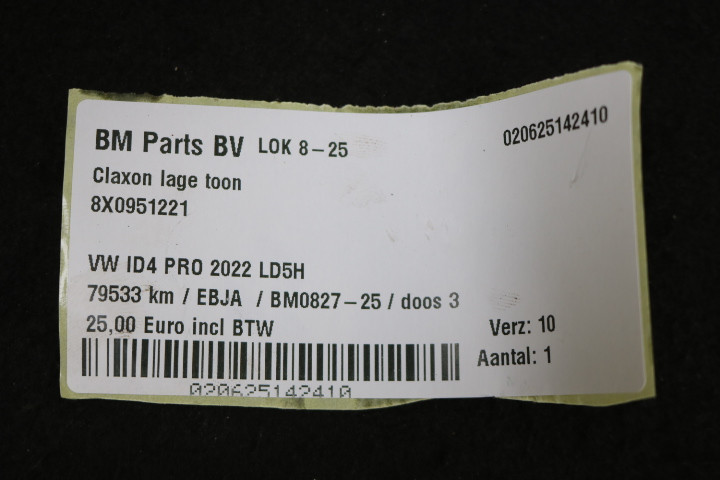 BM Parts BV LOK 8-25
020625142410
Claxon lage toon
8X0951221
VW ID4 PRO 2022 LD5H
79533 km / EBJA / BM0827-25 / doos 3
25,00 Euro incl BTW
Verz: 10
Aantal: 1
020625142410